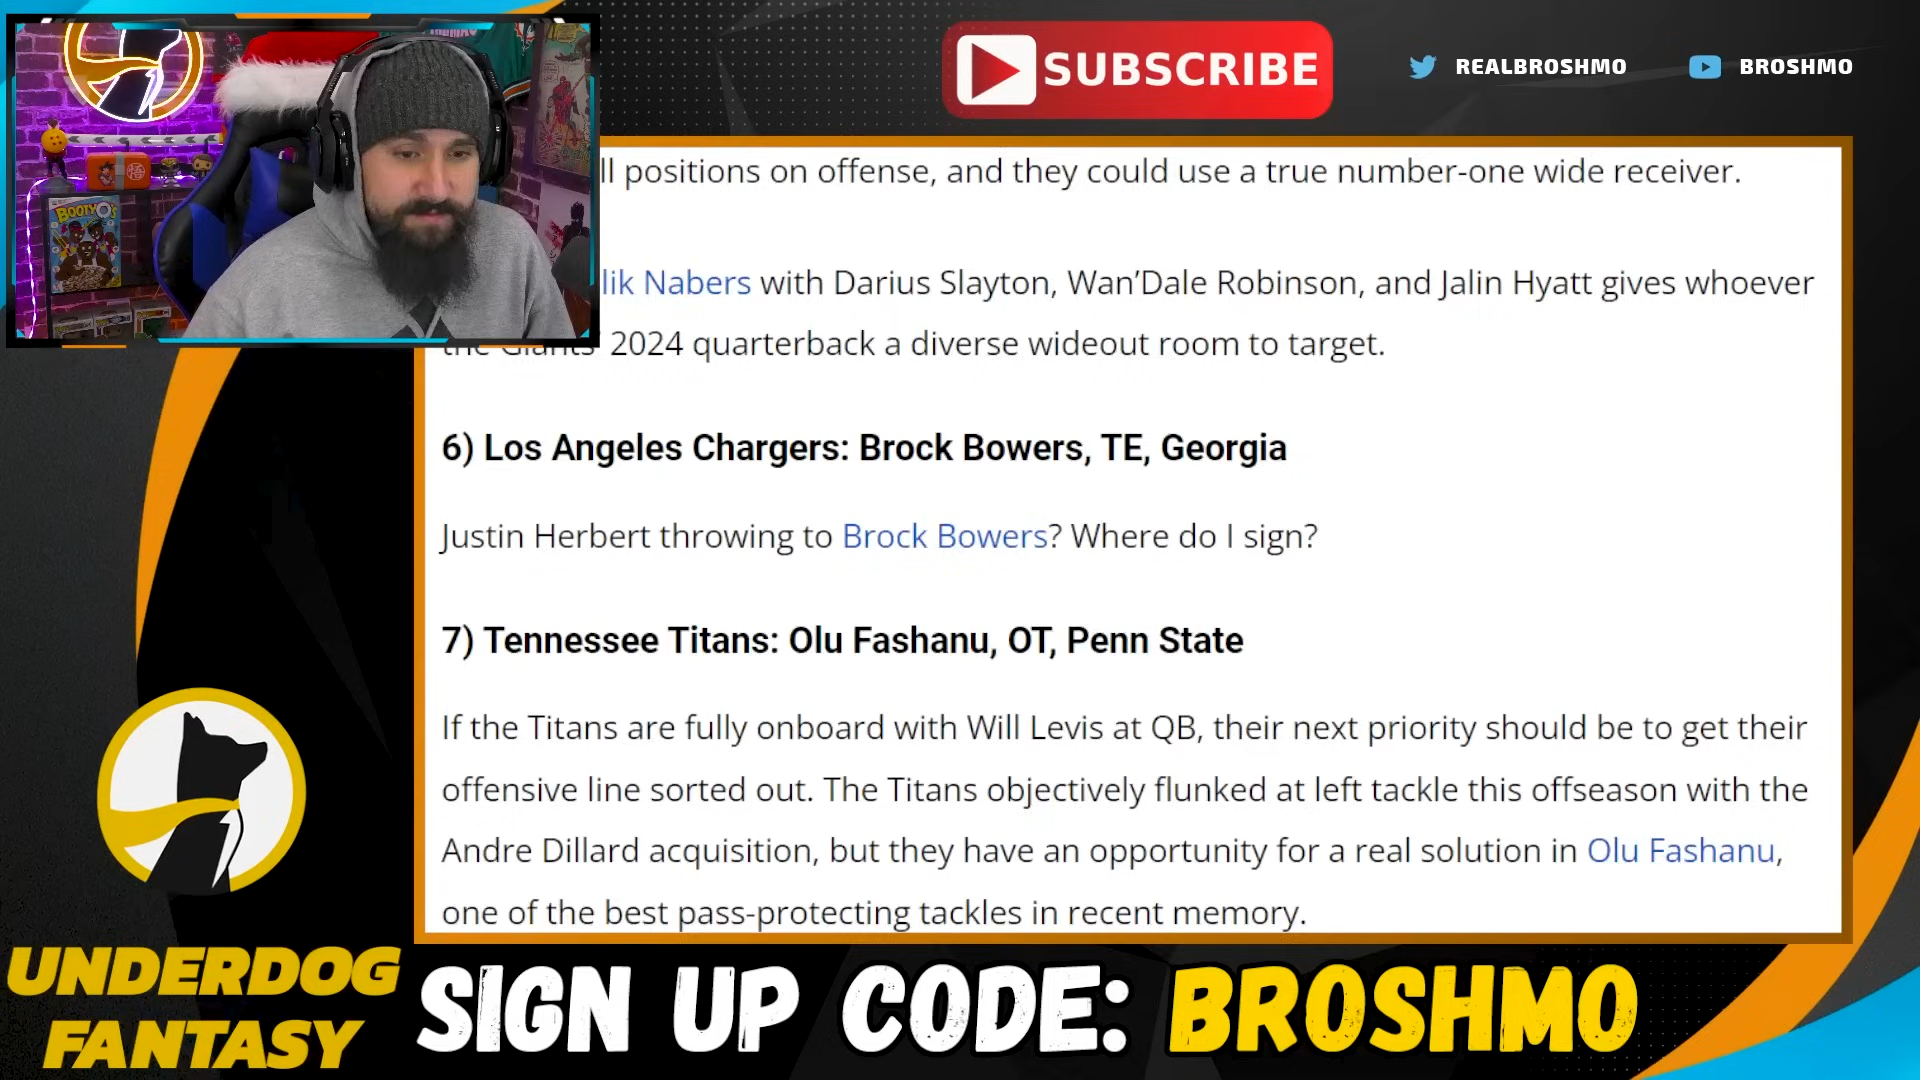 SUBSCRIBE
REALBROSHMO
BROSHMO
BOOTYO'S
ll positions on offense, and they could use a true number-one wide receiver.
lik Nabers with Darius Slayton, Wan’Dale Robinson, and Jalin Hyatt gives whoever
the Giants’ 2024 quarterback a diverse wideout room to target.
6) Los Angeles Chargers: Brock Bowers, TE, Georgia
Justin Herbert throwing to Brock Bowers? Where do I sign?
7) Tennessee Titans: Olu Fashanu, OT, Penn State
If the Titans are fully onboard with Will Levis at QB, their next priority should be to get their
offensive line sorted out. The Titans objectively flunked at left tackle this offseason with the
Andre Dillard acquisition, but they have an opportunity for a real solution in Olu Fashanu,
one of the best pass-protecting tackles in recent memory.
UNDERDOG
FANTASY
SIGN UP CODE: BROSHMO